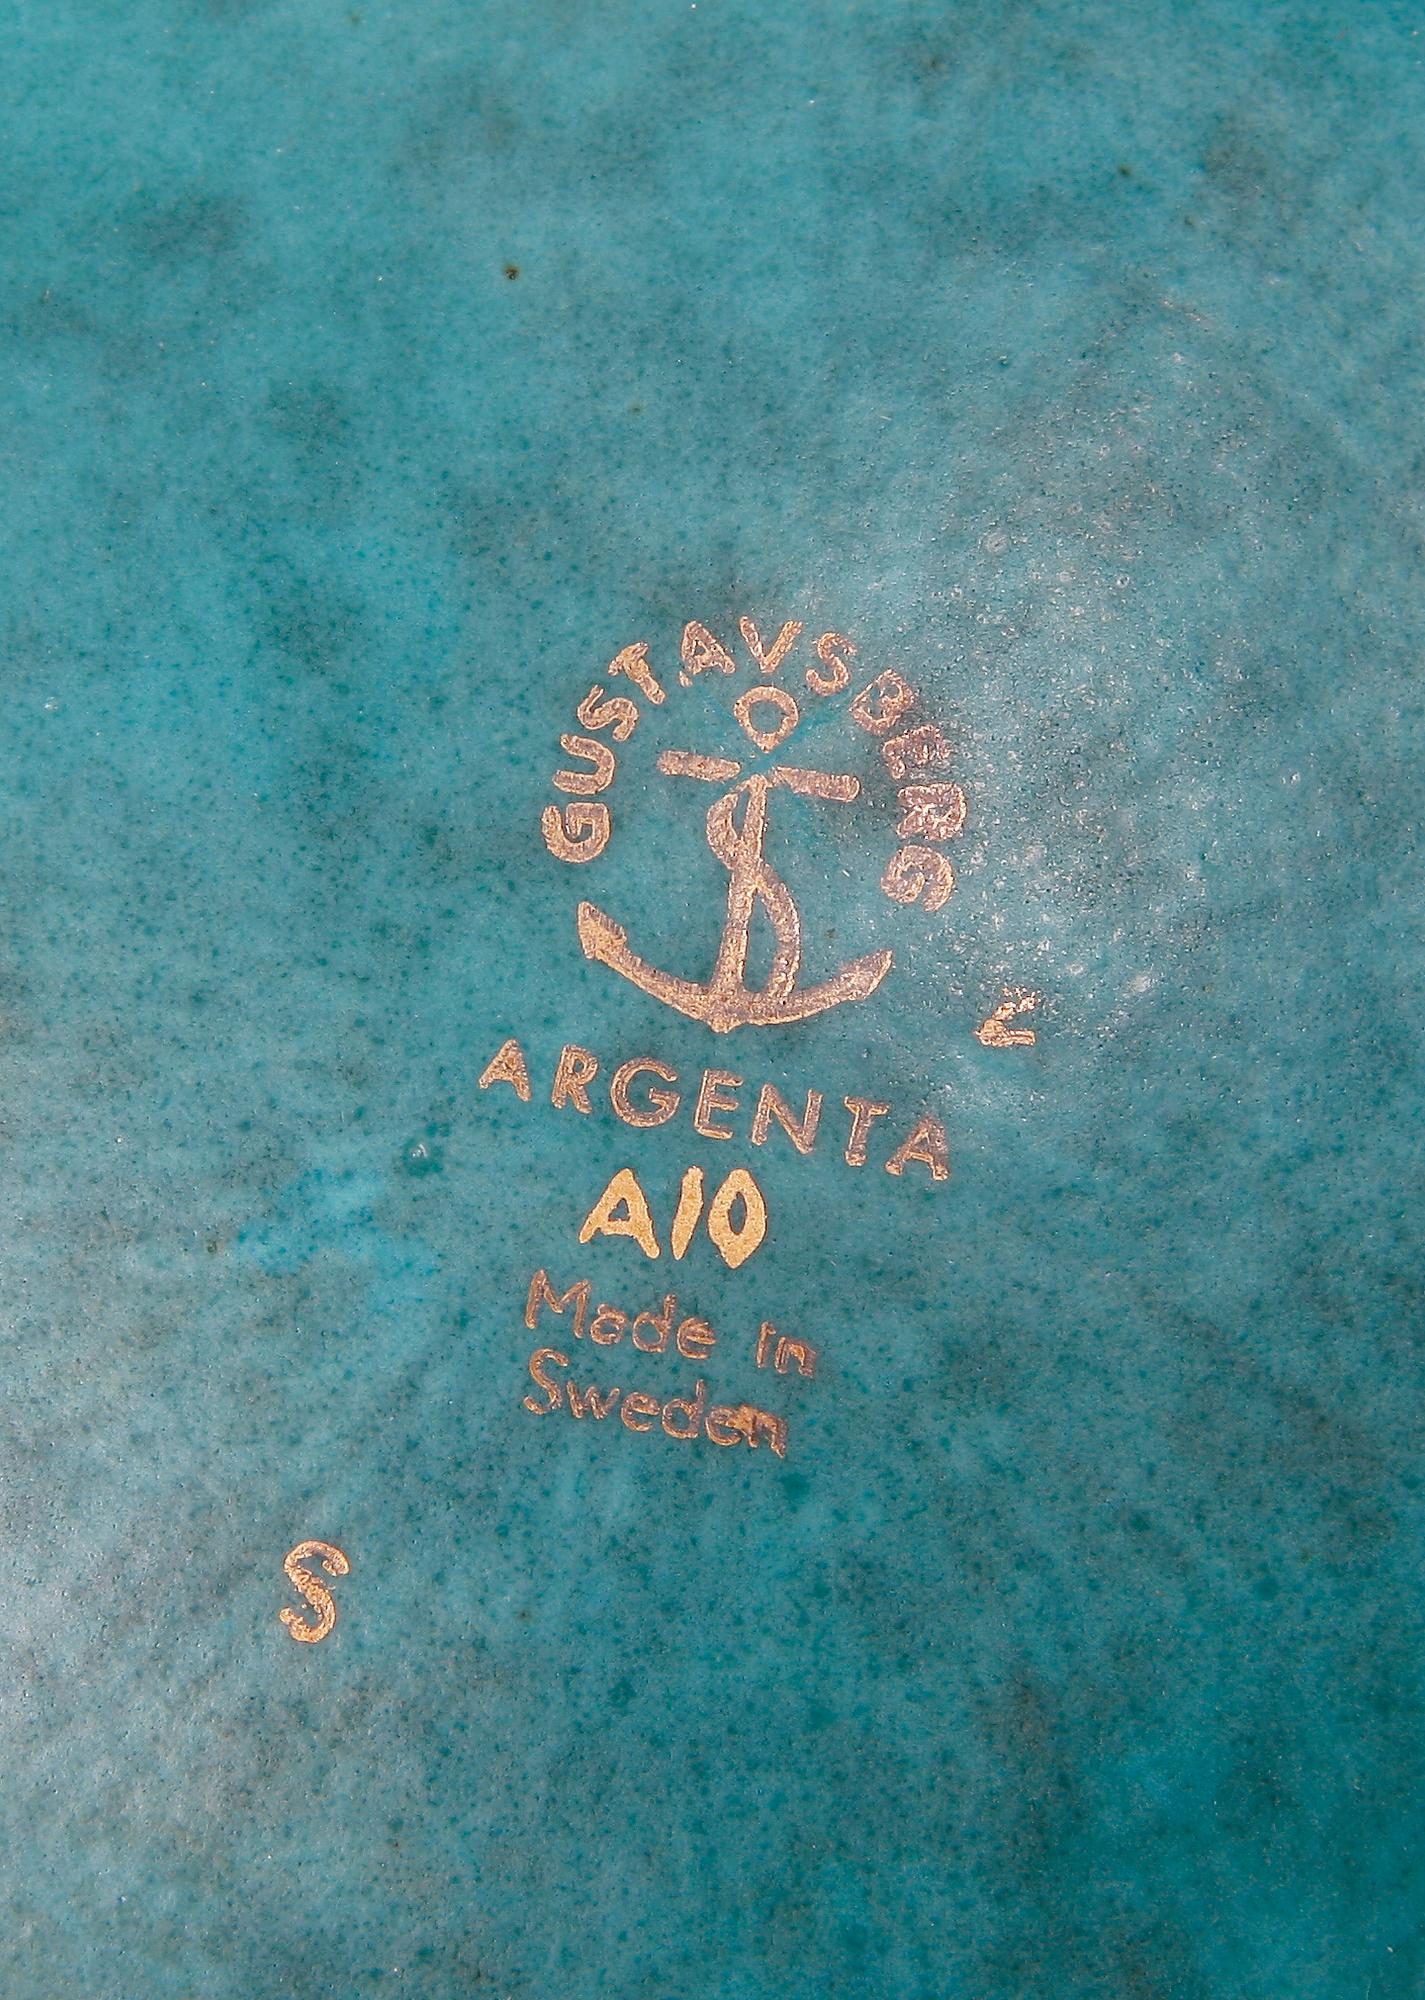 GUSTAVSBERG
ARGENTA
A10
Made in
Sweden
S